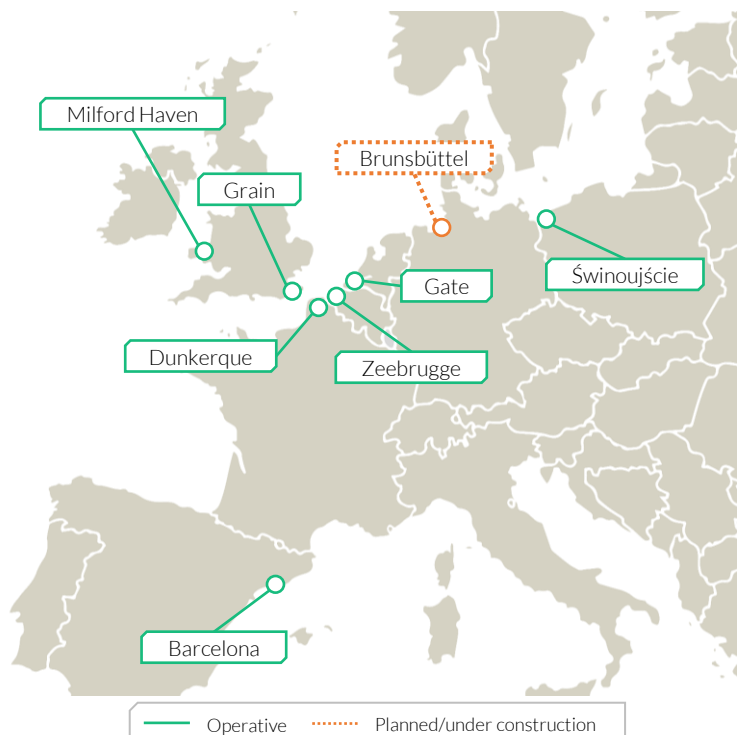 Milford Haven
Brunsbüttel
Grain
Świnoujście
Gate
Dunkerque
Zeebrugge
Barcelona
Operative
Planned/under construction